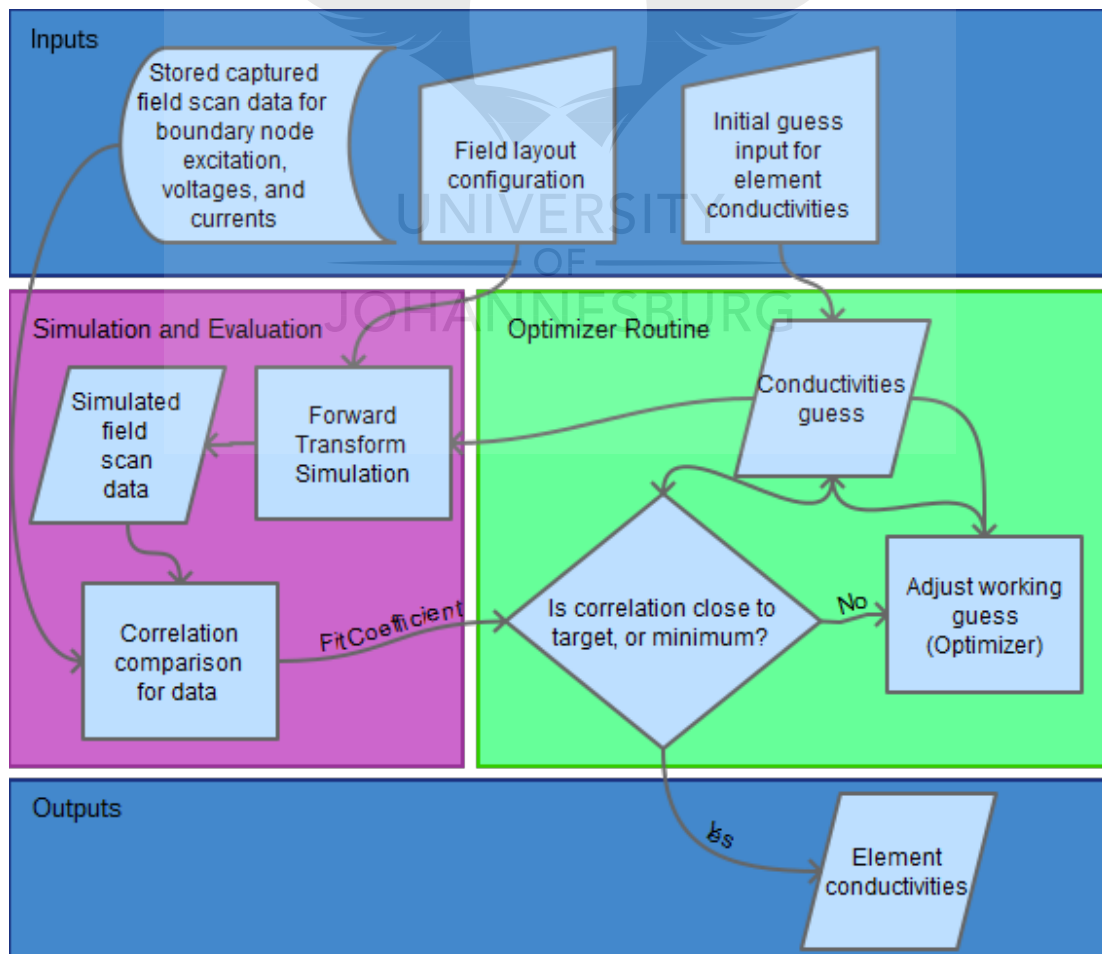 Inputs
Stored captured
field scan data for
boundary node
excitation,
voltages, and
currents
Field layout
configuration
Initial guess
input for
element
conductivities
UNIVERSITY
OF
JOHANNESBURG
Simulation and Evaluation
Simulated
field
scan
data
Forward
Transform
Simulation
Correlation
comparison
for data
FitCoefficient
Optimizer Routine
Conductivities
guess
Is correlation close to
target, or minimum?
No
Adjust working
guess
(Optimizer)
Yes
Outputs
Element
conductivities